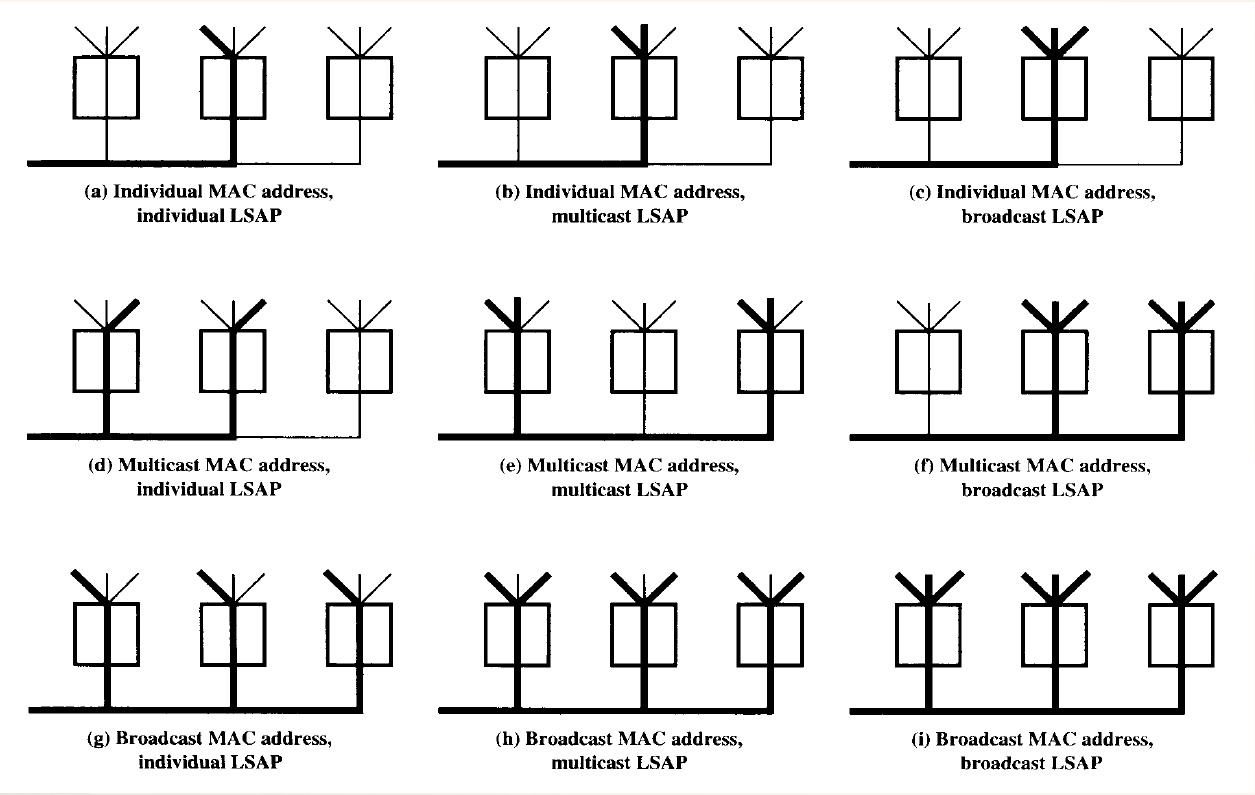 (a) Individual MAC address,
individual LSAP
(b) Individual MAC address,
multicast LSAP
(c) Individual MAC address,
broadcast LSAP
(d) Multicast MAC address,
individual LSAP
(e) Multicast MAC address,
multicast LSAP
(f) Multicast MAC address,
broadcast LSAP
(g) Broadcast MAC address,
individual LSAP
(h) Broadcast MAC address,
multicast LSAP
(i) Broadcast MAC address,
broadcast LSAP